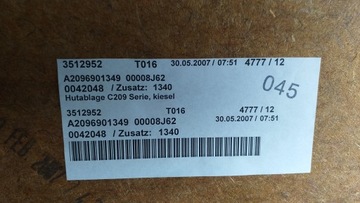 3512952 T016 30.05.2007 / 07:51 4777 / 12
A2096901349 00008J62
0042048 / Zusatz: 1340
Hutablage C209 Serie, kiesel
045
3512952 T016 4777 / 12
A2096901349 00008J62 30.05.2007 / 07:51
0042048 / Zusatz: 1340